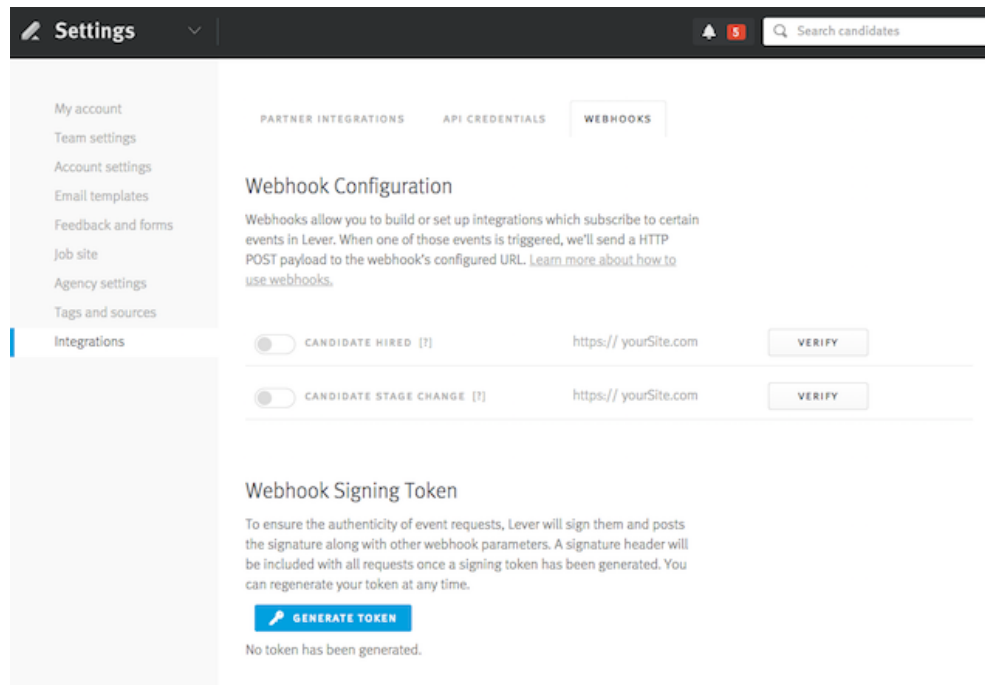 Settings
5
Search candidates
My account
Team settings
Account settings
Email templates
Feedback and forms
Job site
Agency settings
Tags and sources
Integrations
PARTNER INTEGRATIONS API CREDENTIALS WEBHOOKS
Webhook Configuration
Webhooks allow you to build or set up integrations which subscribe to certain
events in Lever. When one of those events is triggered, we'll send a HTTP
POST payload to the webhook's configured URL. Learn more about how to
use webhooks.
CANDIDATE HIRED [?] https:// yourSite.com VERIFY
CANDIDATE STAGE CHANGE [?] https:// yourSite.com VERIFY
Webhook Signing Token
To ensure the authenticity of event requests, Lever will sign them and posts
the signature along with other webhook parameters. A signature header will
be included with all requests once a signing token has been generated. You
can regenerate your token at any time.
GENERATE TOKEN
No token has been generated.